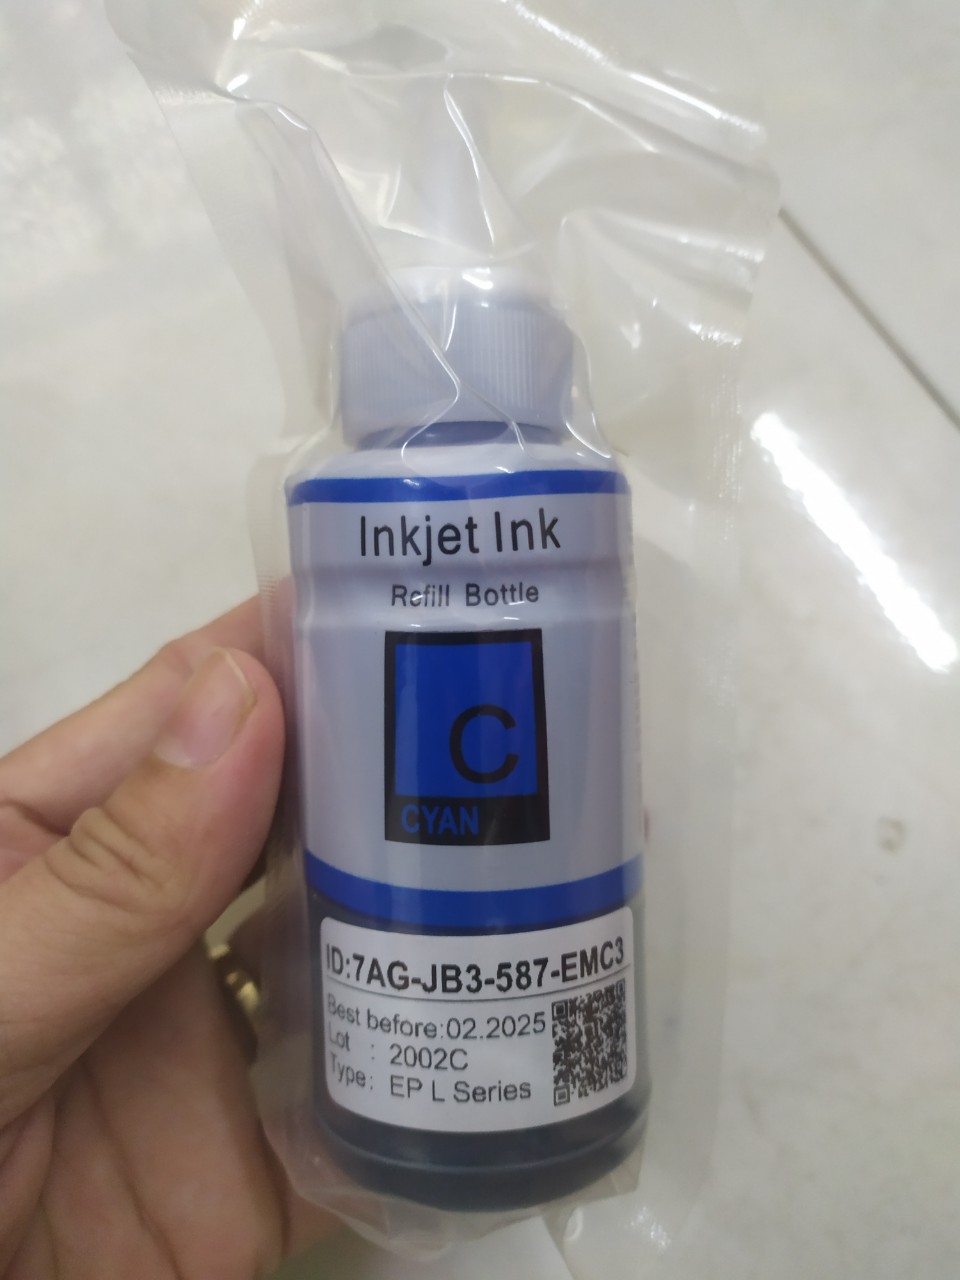 Inkjet Ink
Refill Bottle
C
CYAN
ID:7AG-JB3-587-EMC3
Best before:02.2025
Lot : 2002C
Type: EP L Series